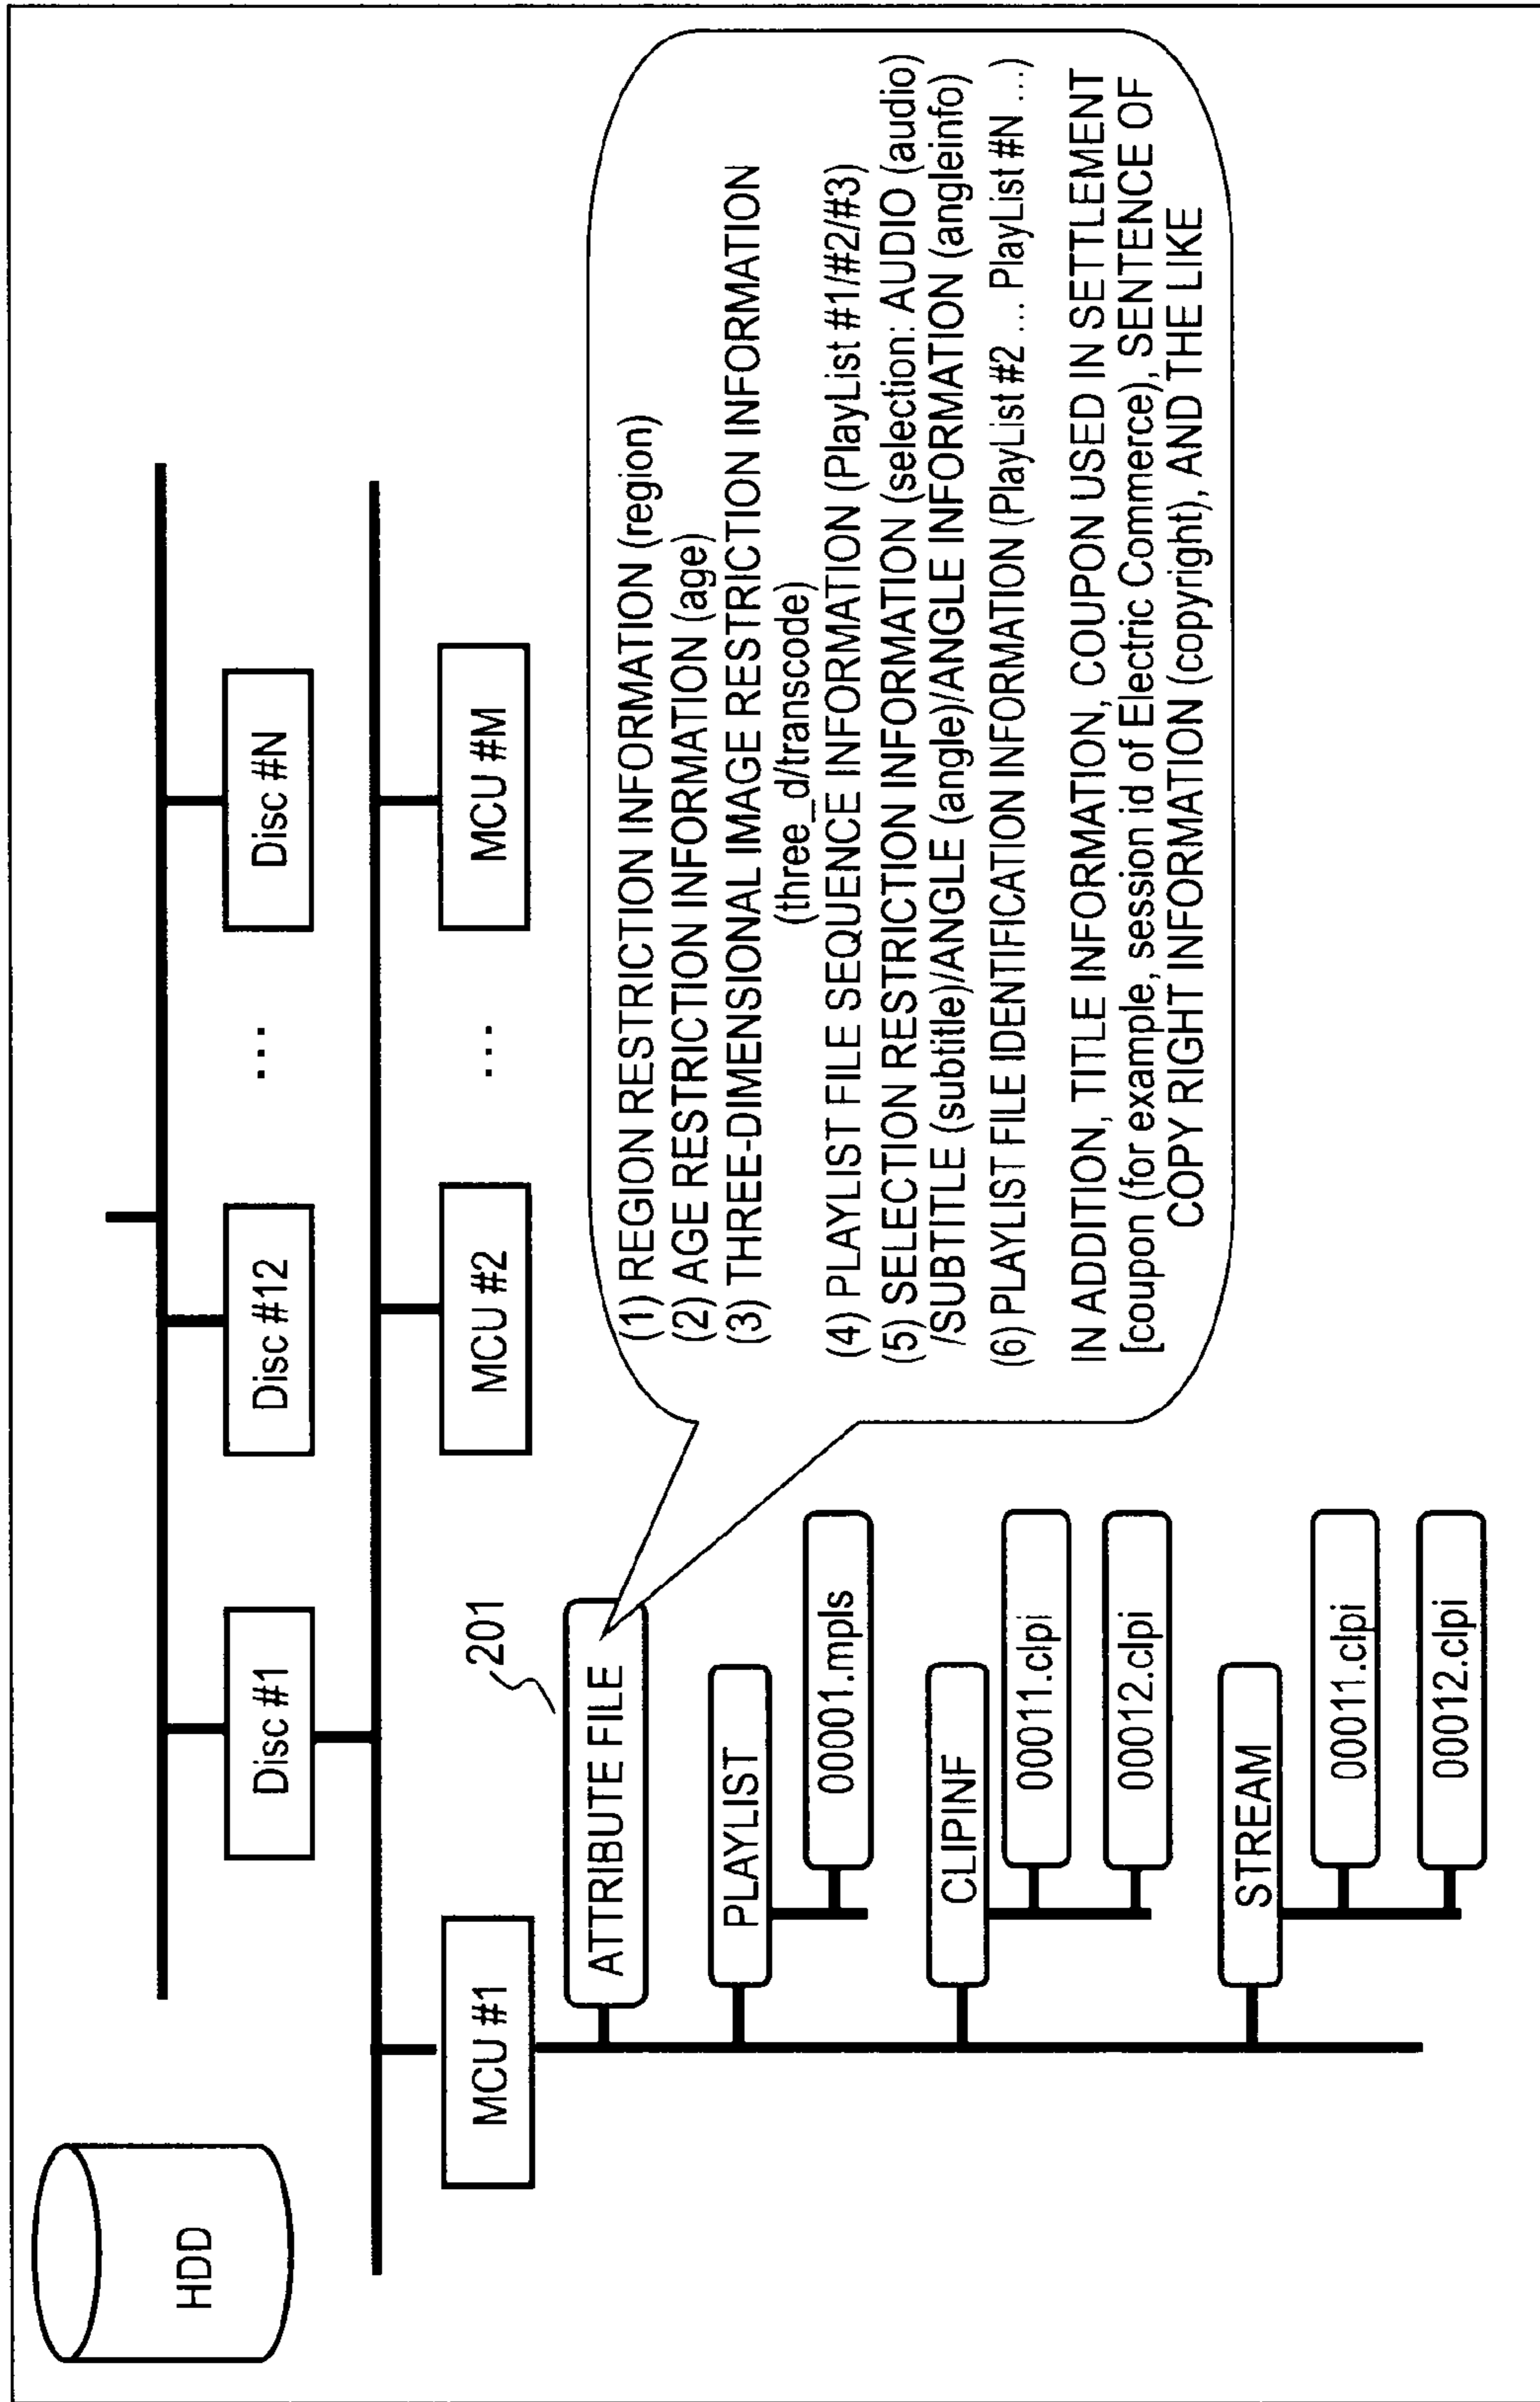 HDD
Disc #1
Disc #12
...
Disc #N
MCU #1
MCU #2
...
MCU #M
201
ATTRIBUTE FILE
PLAYLIST
00001.mpls
CLIPINF
00011.clpi
00012.clpi
STREAM
00011.clpi
00012.clpi
(1) REGION RESTRICTION INFORMATION (region)
(2) AGE RESTRICTION INFORMATION (age)
(3) THREE-DIMENSIONAL IMAGE RESTRICTION INFORMATION
(three_d/transcode)
(4) PLAYLIST FILE SEQUENCE INFORMATION (PlayList #1/#2/#3)
(5) SELECTION RESTRICTION INFORMATION (selection: AUDIO (audio)
/SUBTITLE (subtitle)/ANGLE (angle)/ANGLE INFORMATION (angleinfo)
(6) PLAYLIST FILE IDENTIFICATION INFORMATION (PlayList #2 ... PlayList #N ...)
IN ADDITION, TITLE INFORMATION, COUPON USED IN SETTLEMENT
[coupon (for example, session id of Electric Commerce), SENTENCE OF
COPY RIGHT INFORMATION (copyright), AND THE LIKE